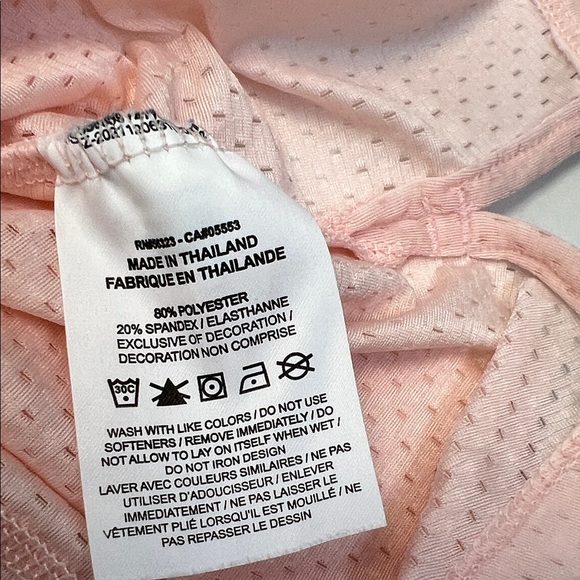 RN#56323 - CA#05553
MADE IN THAILAND
FABRIQUE EN THAILANDE
80% POLYESTER
20% SPANDEX / ELASTHANNE
EXCLUSIVE OF DECORATION /
DECORATION NON COMPRISE
30C
WASH WITH LIKE COLORS / DO NOT USE
SOFTENERS / REMOVE IMMEDIATELY / DO
NOT ALLOW TO LAY ON ITSELF WHEN WET /
DO NOT IRON DESIGN
LAVER AVEC COULEURS SIMILAIRES / NE PAS
UTILISER D'ADOUCISSEUR / ENLEVER
IMMEDIATEMENT / NE PAS LAISSER LE
VÊTEMENT PLIÉ LORSQU'IL EST MOUILLÉ / NE
PAS REPASSER LE DESSIN